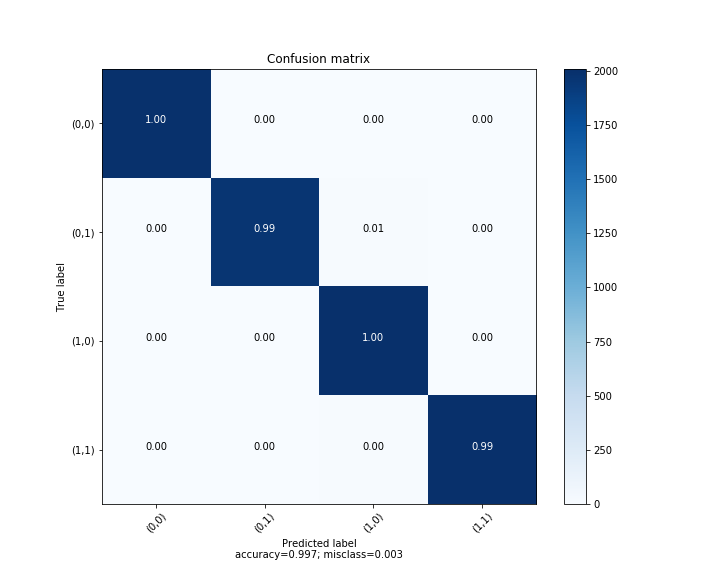 Confusion matrix
(0,0) 1.00 0.00 0.00 0.00
(0,1) 0.00 0.99 0.01 0.00
(1,0) 0.00 0.00 1.00 0.00
(1,1) 0.00 0.00 0.00 0.99
True label
(0,0) (0,1) (1,0) (1,1)
Predicted label
accuracy=0.997; misclass=0.003
2000
1750
1500
1250
1000
750
500
250
0